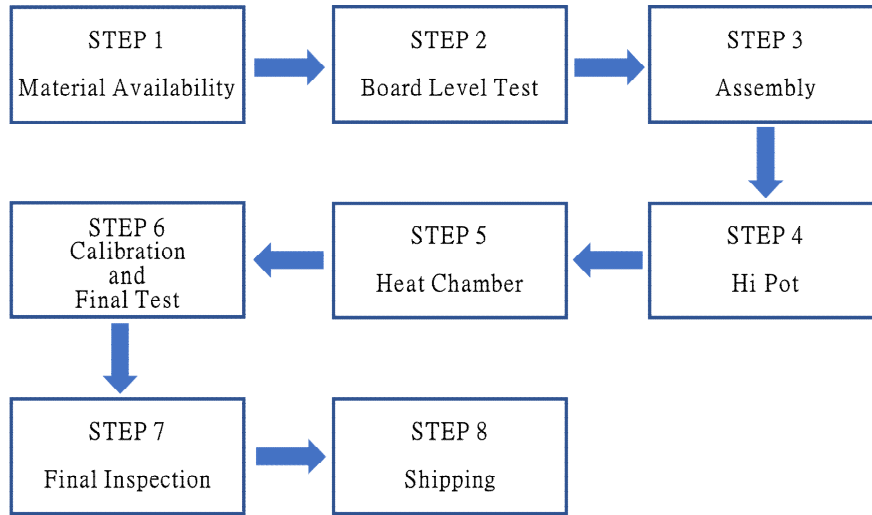 STEP 1
Material Availability
STEP 2
Board Level Test
STEP 3
Assembly
STEP 4
Hi Pot
STEP 5
Heat Chamber
STEP 6
Calibration
and
Final Test
STEP 7
Final Inspection
STEP 8
Shipping